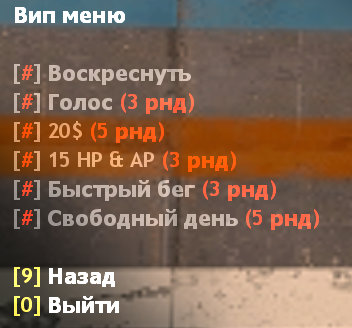 Вип меню
[#] Воскреснуть
[#] Голос (3 рнд)
[#] 20$ (5 рнд)
[#] 15 HP & AP (3 рнд)
[#] Быстрый бег (3 рнд)
[#] Свободный день (5 рнд)
[9] Назад
[0] Выйти